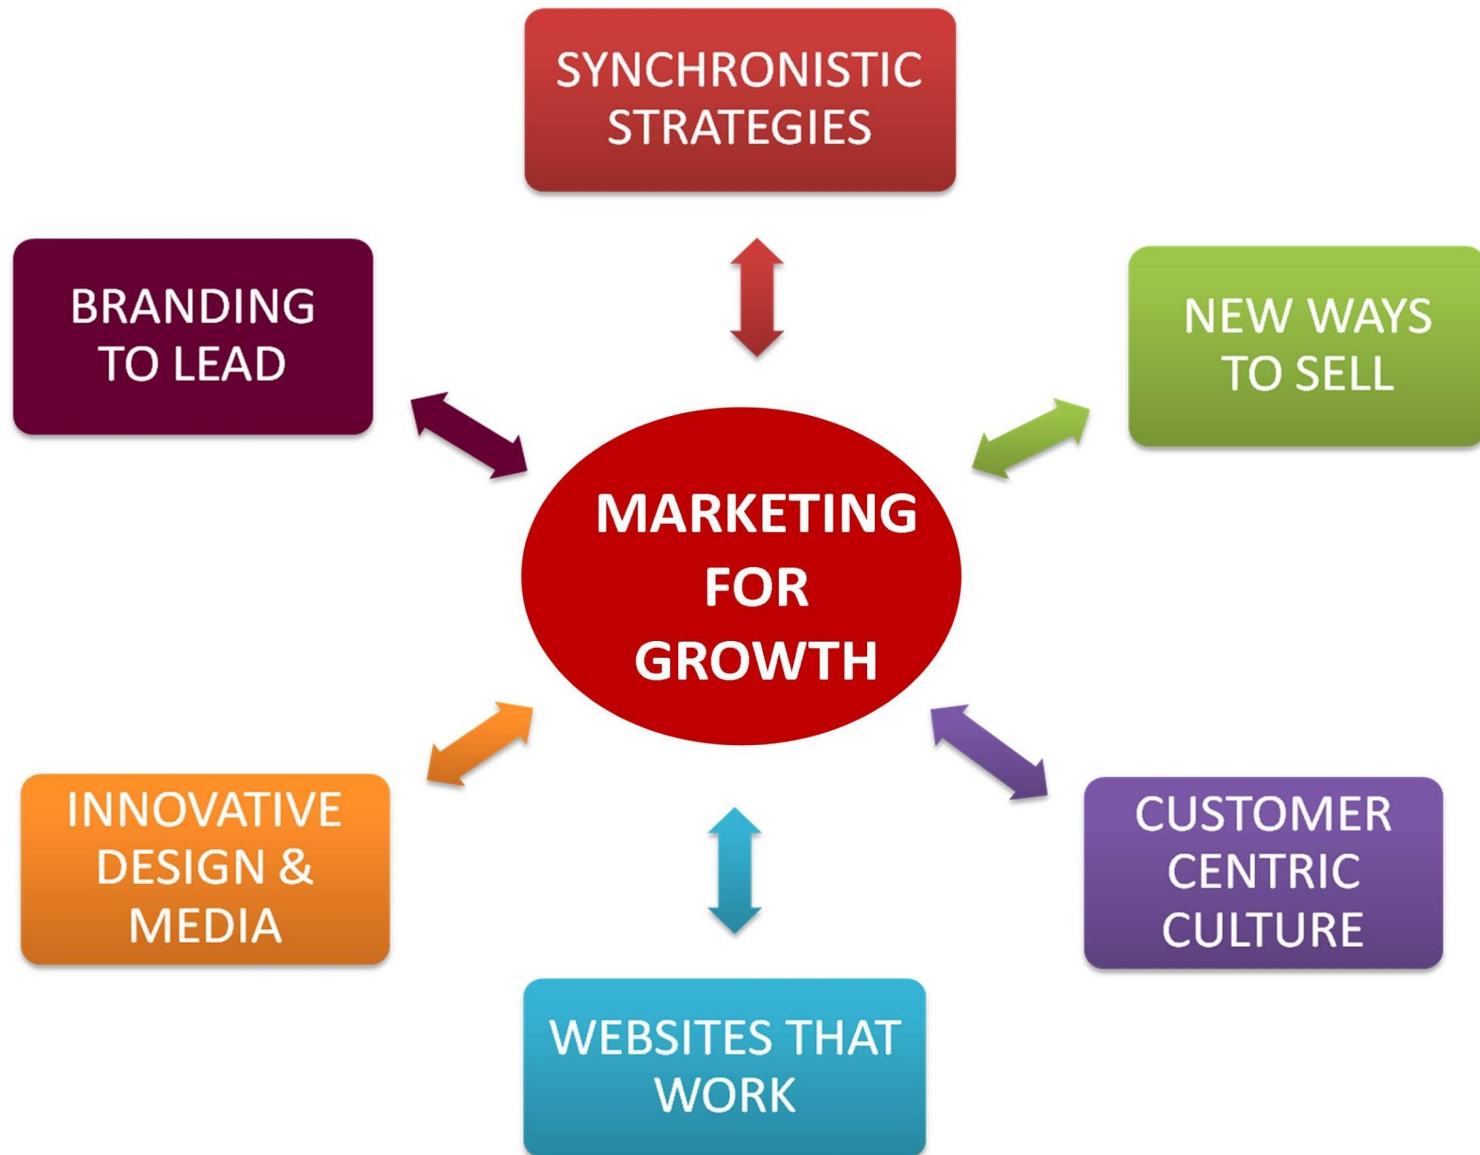 SYNCHRONISTIC
STRATEGIES
BRANDING
TO LEAD
NEW WAYS
TO SELL
MARKETING
FOR
GROWTH
INNOVATIVE
DESIGN &
MEDIA
CUSTOMER
CENTRIC
CULTURE
WEBSITES THAT
WORK